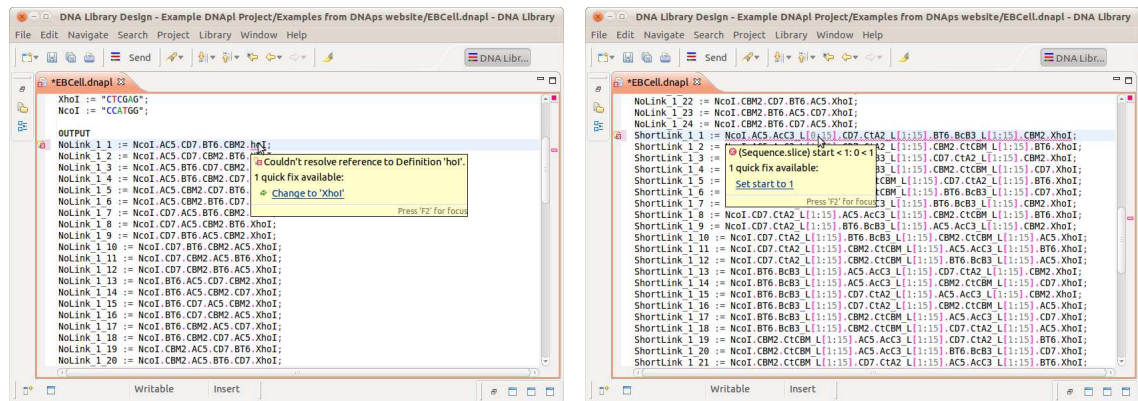 DNA Library Design - Example DNApl Project/Examples from DNAps website/EBCell.dnapl - DNA Library
File Edit Navigate Search Project Library Window Help
Send
DNA Libr...
*EBCell.dnapl
XhoI := "CTCGAG";
NcoI := "CCATGG";
OUTPUT
NoLink_1_1 := NcoI.AC5.CD7.BT6.CBM2.hoI;
NoLink_1_2 := NcoI.AC5.CD7.CBM2.BT6
NoLink_1_3 := NcoI.AC5.BT6.CD7.CBM2
NoLink_1_4 := NcoI.AC5.BT6.CBM2.CD7
NoLink_1_5 := NcoI.AC5.CBM2.CD7.BT6
NoLink_1_6 := NcoI.AC5.CBM2.BT6.CD7
NoLink_1_7 := NcoI.CD7.AC5.BT6.CBM2
Couldn't resolve reference to Definition 'hoI'.
1 quick fix available:
Change to 'XhoI'
Press 'F2' for focus
NoLink_1_8 := NcoI.CD7.AC5.CBM2.BT6.XhoI;
NoLink_1_9 := NcoI.CD7.BT6.AC5.CBM2.XhoI;
NoLink_1_10 := NcoI.CD7.BT6.CBM2.AC5.XhoI;
NoLink_1_11 := NcoI.CD7.CBM2.AC5.BT6.XhoI;
NoLink_1_12 := NcoI.CD7.CBM2.BT6.AC5.XhoI;
NoLink_1_13 := NcoI.BT6.AC5.CD7.CBM2.XhoI;
NoLink_1_14 := NcoI.BT6.AC5.CBM2.CD7.XhoI;
NoLink_1_15 := NcoI.BT6.CD7.AC5.CBM2.XhoI;
NoLink_1_16 := NcoI.BT6.CD7.CBM2.AC5.XhoI;
NoLink_1_17 := NcoI.BT6.CBM2.AC5.CD7.XhoI;
NoLink_1_18 := NcoI.BT6.CBM2.CD7.AC5.XhoI;
NoLink_1_19 := NcoI.CBM2.AC5.CD7.BT6.XhoI;
NoLink_1_20 := NcoI.CBM2.AC5.BT6.CD7.XhoI;
Writable Insert
DNA Library Design - Example DNApl Project/Examples from DNAps website/EBCell.dnapl - DNA Library
File Edit Navigate Search Project Library Window Help
Send
DNA Libr...
*EBCell.dnapl
NoLink_1_22 := NcoI.CBM2.CD7.BT6.AC5.XhoI;
NoLink_1_23 := NcoI.CBM2.BT6.AC5.CD7.XhoI;
NoLink_1_24 := NcoI.CBM2.BT6.CD7.AC5.XhoI;
ShortLink_1_1 := NcoI.AC5.AcC3_L[0:15].CD7.CtA2_L[1:15].BT6.BcB3_L[1:15].CBM2.XhoI;
ShortLink_1_2 :=
ShortLink_1_3 :=
ShortLink_1_4 :=
ShortLink_1_5 :=
ShortLink_1_6 :=
ShortLink_1_7 :=
(Sequence.slice) start < 1: 0 < 1
1 quick fix available:
Set start to 1
Press 'F2' for focus
ShortLink_1_8 := NcoI.CD7.CtA2_L[1:15].AC5.AcC3_L[1:15].CBM2.CtCBM_L[1:15].BT6.XhoI;
ShortLink_1_9 := NcoI.CD7.CtA2_L[1:15].BT6.BcB3_L[1:15].AC5.AcC3_L[1:15].CBM2.XhoI;
ShortLink_1_10 := NcoI.CD7.CtA2_L[1:15].BT6.BcB3_L[1:15].CBM2.CtCBM_L[1:15].AC5.XhoI;
ShortLink_1_11 := NcoI.CD7.CtA2_L[1:15].CBM2.CtCBM_L[1:15].AC5.AcC3_L[1:15].BT6.XhoI;
ShortLink_1_12 := NcoI.CD7.CtA2_L[1:15].CBM2.CtCBM_L[1:15].BT6.BcB3_L[1:15].AC5.XhoI;
ShortLink_1_13 := NcoI.BT6.BcB3_L[1:15].AC5.AcC3_L[1:15].CD7.CtA2_L[1:15].CBM2.XhoI;
ShortLink_1_14 := NcoI.BT6.BcB3_L[1:15].AC5.AcC3_L[1:15].CBM2.CtCBM_L[1:15].CD7.XhoI;
ShortLink_1_15 := NcoI.BT6.BcB3_L[1:15].CD7.CtA2_L[1:15].AC5.AcC3_L[1:15].CBM2.XhoI;
ShortLink_1_16 := NcoI.BT6.BcB3_L[1:15].CD7.CtA2_L[1:15].CBM2.CtCBM_L[1:15].AC5.XhoI;
ShortLink_1_17 := NcoI.BT6.BcB3_L[1:15].CBM2.CtCBM_L[1:15].AC5.AcC3_L[1:15].CD7.XhoI;
ShortLink_1_18 := NcoI.BT6.BcB3_L[1:15].CBM2.CtCBM_L[1:15].CD7.CtA2_L[1:15].AC5.XhoI;
ShortLink_1_19 := NcoI.CBM2.CtCBM_L[1:15].AC5.AcC3_L[1:15].CD7.CtA2_L[1:15].BT6.XhoI;
ShortLink_1_20 := NcoI.CBM2.CtCBM_L[1:15].AC5.AcC3_L[1:15].BT6.BcB3_L[1:15].CD7.XhoI;
ShortLink_1_21 := NcoI.CBM2.CtCBM_L[1:15].CD7.CtA2_L[1:15].AC5.AcC3_L[1:15].BT6.XhoI;
Writable Insert